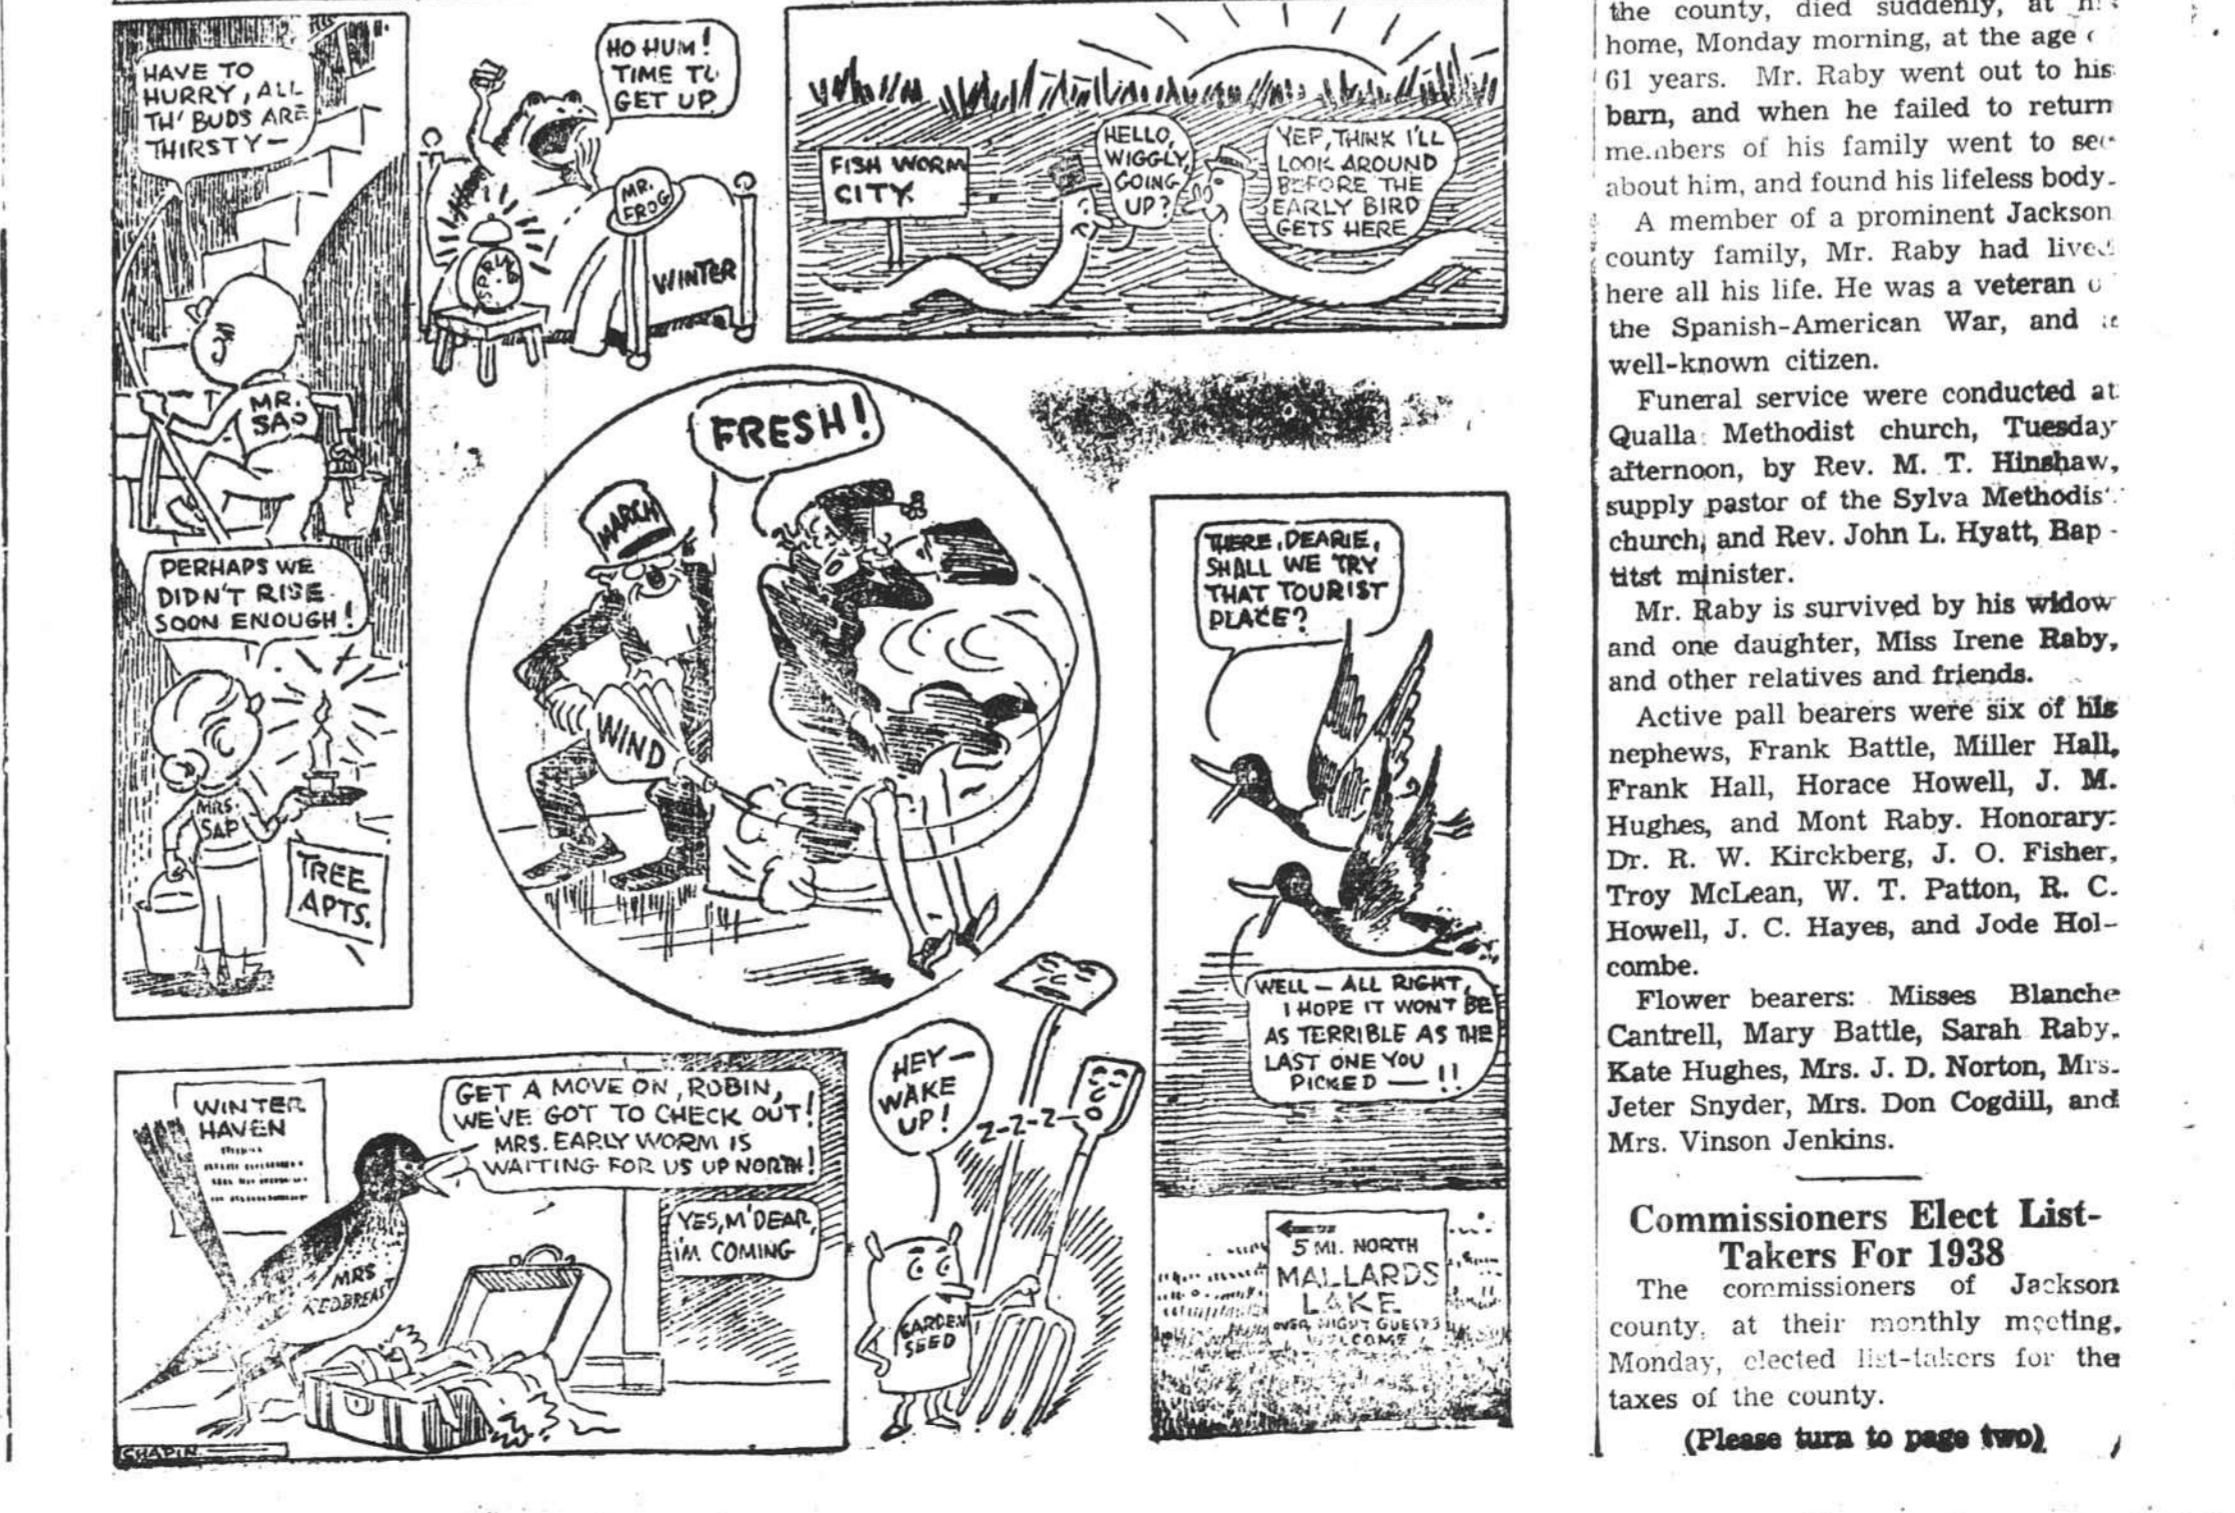 HAVE TO
HURRY, ALL
TH' BUDS ARE
THIRSTY—
MR.
SAP
PERHAPS WE
DIDN'T RISE
SOON ENOUGH!
MRS.
SAP
TREE
APTS.
HO HUM!
TIME TO
GET UP
MR.
FROG
SPRING
WINTER
FISH WORM
CITY
HELLO,
WIGGLY,
GOING
UP?
YEP, THINK I'LL
LOOK AROUND
BEFORE THE
EARLY BIRD
GETS HERE
FRESH!
MARCH
WIND
THERE, DEARIE,
SHALL WE TRY
THAT TOURIST
PLACE?
WELL — ALL RIGHT,
I HOPE IT WON'T BE
AS TERRIBLE AS THE
LAST ONE YOU
PICKED — !!
5 MI. NORTH
MALLARDS
LAKE
OVER NIGHT GUESTS
WELCOME
WINTER
HAVEN
GET A MOVE ON, ROBIN,
WE'VE GOT TO CHECK OUT!
MRS. EARLY WORM IS
WAITING FOR US UP NORTH!
YES, M'DEAR,
I'M COMING
MRS
REDBREAST
SHAPIN
HEY—
WAKE
UP!
Z-Z-Z-
GARDEN
SEED
the county, died suddenly, at
home, Monday morning, at the age
61 years. Mr. Raby went out to his
barn, and when he failed to return
members of his family went to see
about him, and found his lifeless body.
A member of a prominent Jackson
county family, Mr. Raby had lived
here all his life. He was a veteran
the Spanish-American War, and
well-known citizen.
Funeral service were conducted at
Qualla Methodist church, Tuesday
afternoon, by Rev. M. T. Hinshaw,
supply pastor of the Sylva Methodis
church, and Rev. John L. Hyatt, Bap-
titst minister.
Mr. Raby is survived by his widow
and one daughter, Miss Irene Raby,
and other relatives and friends.
Active pall bearers were six of his
nephews, Frank Battle, Miller Hall,
Frank Hall, Horace Howell, J. M.
Hughes, and Mont Raby. Honorary:
Dr. R. W. Kirckberg, J. O. Fisher,
Troy McLean, W. T. Patton, R. C.
Howell, J. C. Hayes, and Jode Hol-
combe.
Flower bearers: Misses Blanche
Cantrell, Mary Battle, Sarah Raby,
Kate Hughes, Mrs. J. D. Norton, Mrs.
Jeter Snyder, Mrs. Don Cogdill, and
Mrs. Vinson Jenkins.
Commissioners Elect List-
Takers For 1938
The commissioners of Jackson
county, at their monthly meeting,
Monday, elected list-takers for the
taxes of the county.
(Please turn to page two)